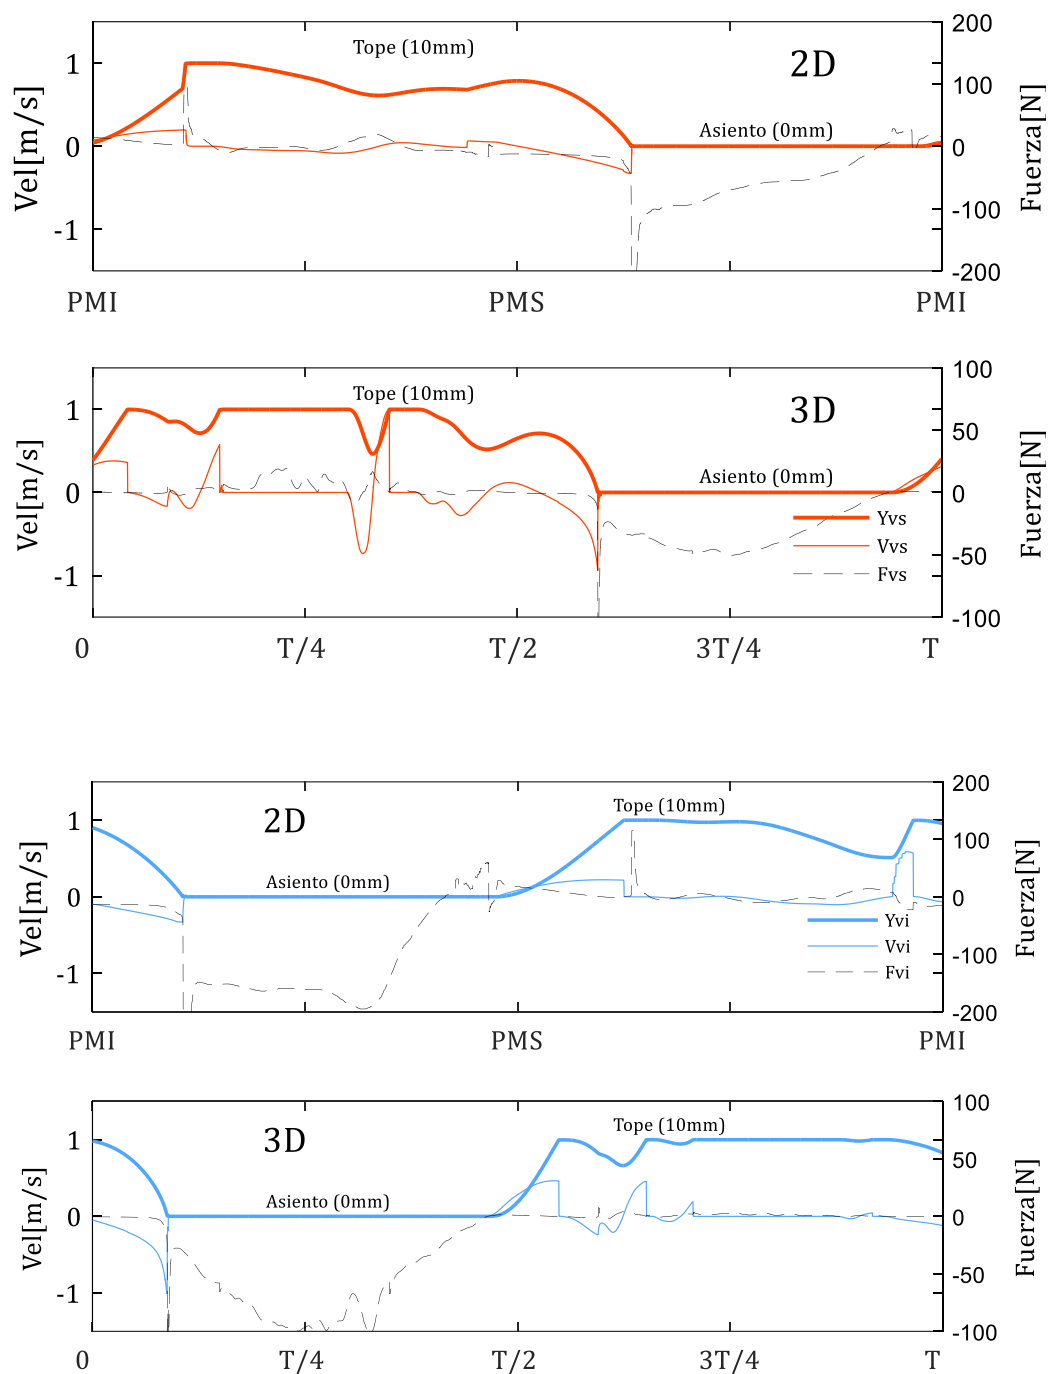 Tope (10mm)
2D
Asiento (0mm)
Vel[m/s]
1
0
-1
200
100
0
-100
-200
Fuerza[N]
PMI PMS PMI
Tope (10mm)
3D
Asiento (0mm)
Vel[m/s]
1
0
-1
Yvs
Vvs
Fvs
100
50
0
-50
-100
Fuerza[N]
0 T/4 T/2 3T/4 T
2D
Tope (10mm)
Asiento (0mm)
Vel[m/s]
1
0
-1
Yvi
Vvi
Fvi
200
100
0
-100
-200
Fuerza[N]
PMI PMS PMI
3D
Tope (10mm)
Asiento (0mm)
Vel[m/s]
1
0
-1
100
50
0
-50
-100
Fuerza[N]
0 T/4 T/2 3T/4 T